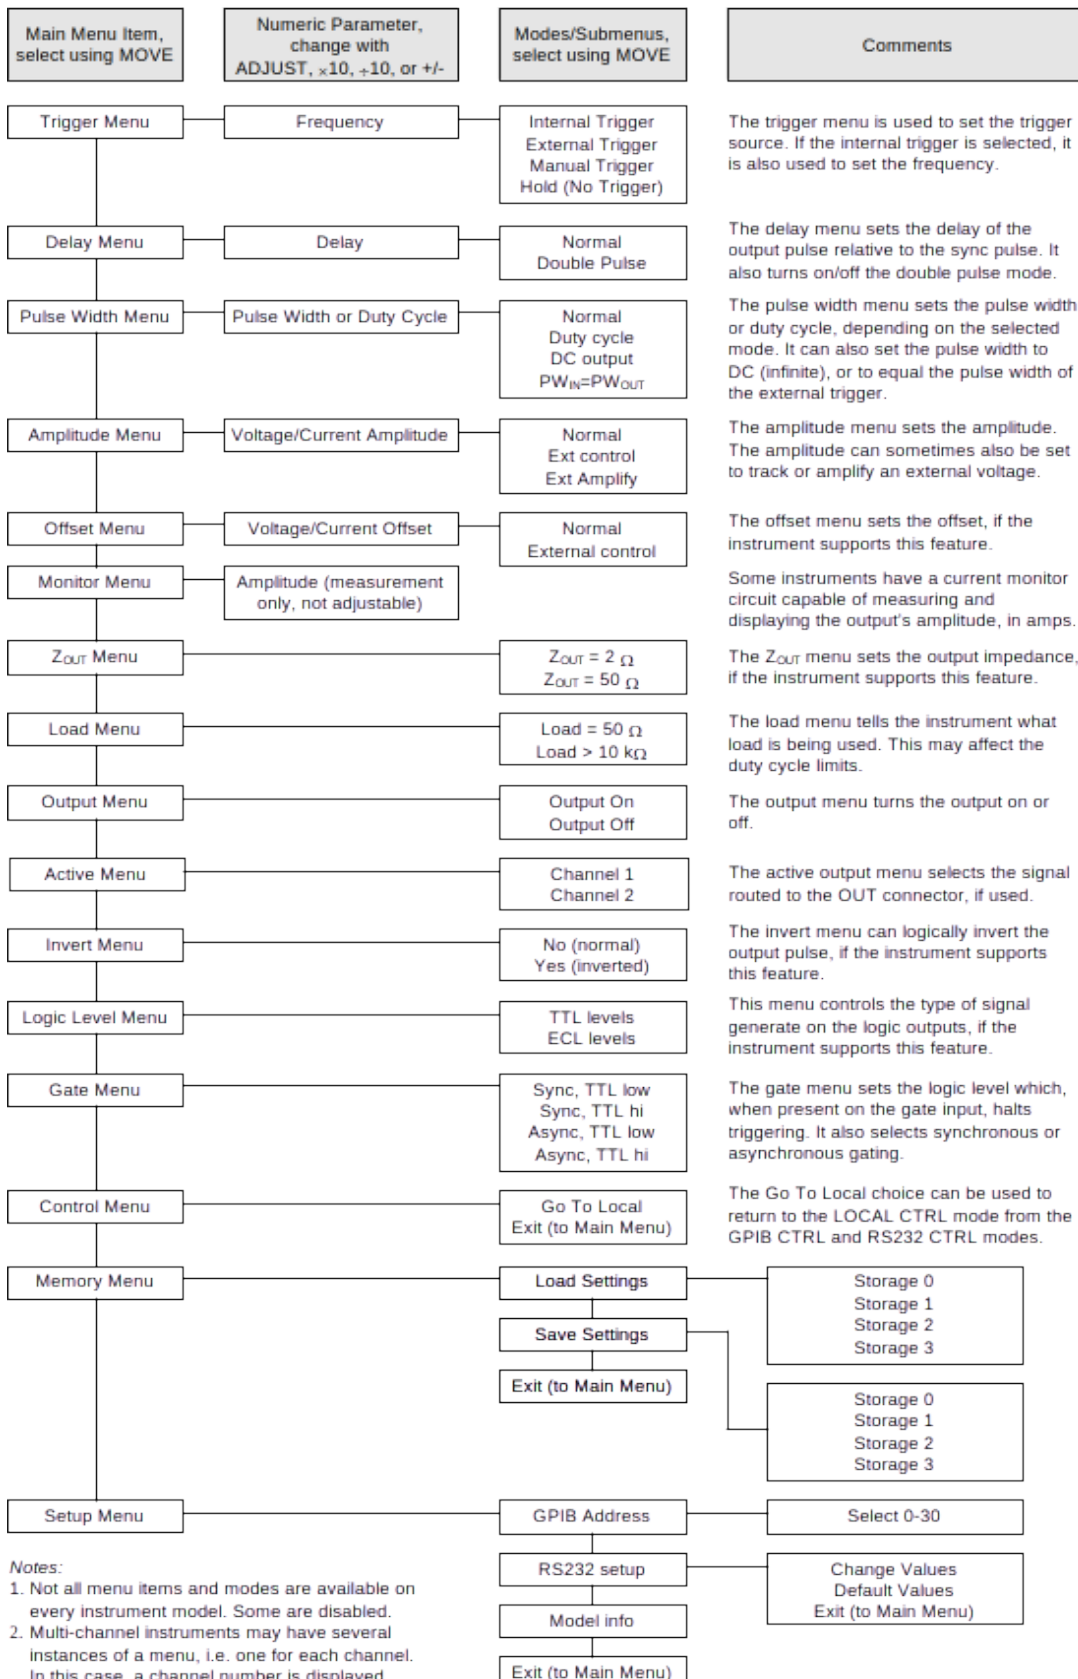 Main Menu Item,
select using MOVE
Numeric Parameter,
change with
ADJUST, ×10, ÷10, or +/-
Modes/Submenus,
select using MOVE
Comments
Trigger Menu
Frequency
Internal Trigger
External Trigger
Manual Trigger
Hold (No Trigger)
The trigger menu is used to set the trigger
source. If the internal trigger is selected, it
is also used to set the frequency.
Delay Menu
Delay
Normal
Double Pulse
The delay menu sets the delay of the
output pulse relative to the sync pulse. It
also turns on/off the double pulse mode.
Pulse Width Menu
Pulse Width or Duty Cycle
Normal
Duty cycle
DC output
PWIN=PWOUT
The pulse width menu sets the pulse width
or duty cycle, depending on the selected
mode. It can also set the pulse width to
DC (infinite), or to equal the pulse width of
the external trigger.
Amplitude Menu
Voltage/Current Amplitude
Normal
Ext control
Ext Amplify
The amplitude menu sets the amplitude.
The amplitude can sometimes also be set
to track or amplify an external voltage.
Offset Menu
Voltage/Current Offset
Normal
External control
The offset menu sets the offset, if the
instrument supports this feature.
Monitor Menu
Amplitude (measurement
only, not adjustable)
Some instruments have a current monitor
circuit capable of measuring and
displaying the output's amplitude, in amps.
ZOUT Menu
ZOUT = 2 Ω
ZOUT = 50 Ω
The ZOUT menu sets the output impedance,
if the instrument supports this feature.
Load Menu
Load = 50 Ω
Load > 10 kΩ
The load menu tells the instrument what
load is being used. This may affect the
duty cycle limits.
Output Menu
Output On
Output Off
The output menu turns the output on or
off.
Active Menu
Channel 1
Channel 2
The active output menu selects the signal
routed to the OUT connector, if used.
Invert Menu
No (normal)
Yes (inverted)
The invert menu can logically invert the
output pulse, if the instrument supports
this feature.
Logic Level Menu
TTL levels
ECL levels
This menu controls the type of signal
generate on the logic outputs, if the
instrument supports this feature.
Gate Menu
Sync, TTL low
Sync, TTL hi
Async, TTL low
Async, TTL hi
The gate menu sets the logic level which,
when present on the gate input, halts
triggering. It also selects synchronous or
asynchronous gating.
Control Menu
Go To Local
Exit (to Main Menu)
The Go To Local choice can be used to
return to the LOCAL CTRL mode from the
GPIB CTRL and RS232 CTRL modes.
Memory Menu
Load Settings
Storage 0
Storage 1
Storage 2
Storage 3
Save Settings
Exit (to Main Menu)
Storage 0
Storage 1
Storage 2
Storage 3
Setup Menu
GPIB Address
Select 0-30
RS232 setup
Change Values
Default Values
Exit (to Main Menu)
Model info
Exit (to Main Menu)
Notes:
1. Not all menu items and modes are available on
every instrument model. Some are disabled.
2. Multi-channel instruments may have several
instances of a menu, i.e. one for each channel.
In this case, a channel number is displayed